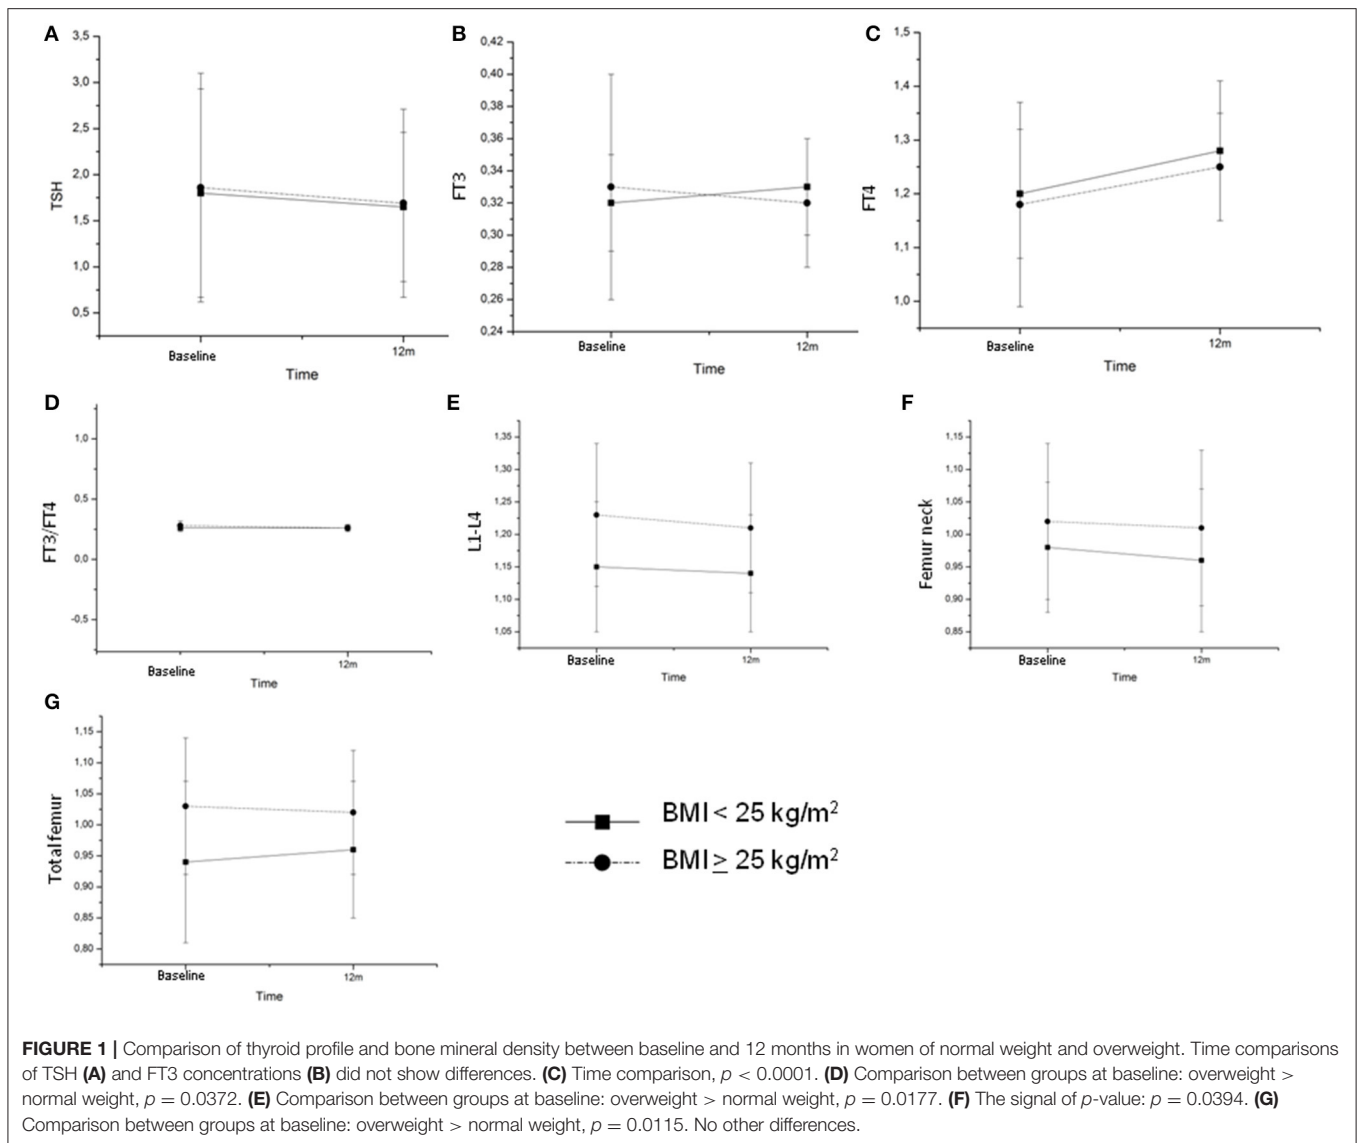 A
3,5
3,0
2,5
2,0
1,5
1,0
0,5
TSH
Baseline
12m
Time
B
0,42
0,40
0,38
0,36
0,34
0,32
0,30
0,28
0,26
0,24
FT3
Baseline
12m
Time
C
1,5
1,4
1,3
1,2
1,1
1,0
FT4
Baseline
12m
Time
D
1,0
0,5
0,0
-0,5
FT3/FT4
Baseline
12m
Time
E
1,35
1,30
1,25
1,20
1,15
1,10
1,05
L1-L4
Baseline
12m
Time
F
1,15
1,10
1,05
1,00
0,95
0,90
0,85
Femur neck
Baseline
12m
Time
G
1,15
1,10
1,05
1,00
0,95
0,90
0,85
0,80
Total femur
Baseline
12m
Time
BMI < 25 kg/m²
BMI ≥ 25 kg/m²
FIGURE 1 | Comparison of thyroid profile and bone mineral density between baseline and 12 months in women of normal weight and overweight. Time comparisons
of TSH (A) and FT3 concentrations (B) did not show differences. (C) Time comparison, p < 0.0001. (D) Comparison between groups at baseline: overweight >
normal weight, p = 0.0372. (E) Comparison between groups at baseline: overweight > normal weight, p = 0.0177. (F) The signal of p-value: p = 0.0394. (G)
Comparison between groups at baseline: overweight > normal weight, p = 0.0115. No other differences.